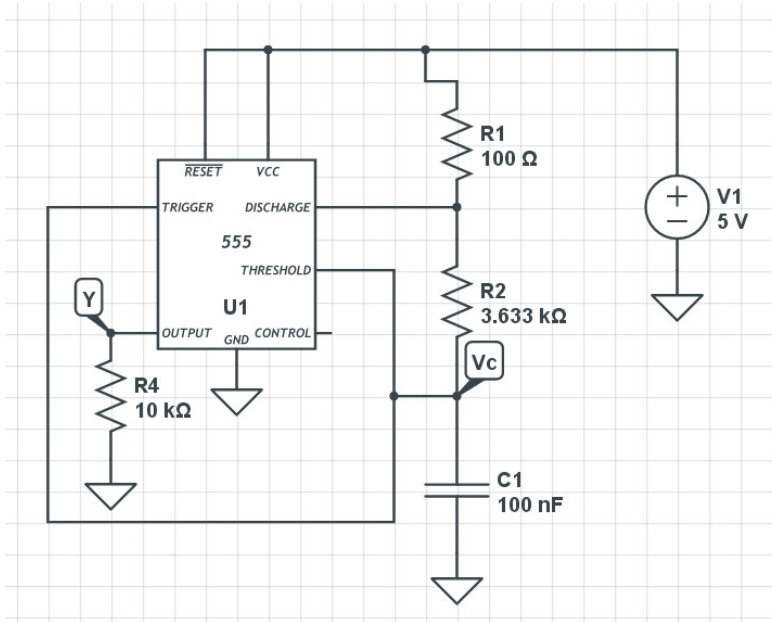 R1
100 Ω
RESET
VCC
V1
5 V
TRIGGER
DISCHARGE
555
THRESHOLD
R2
3.633 kΩ
Y
U1
OUTPUT
GND
CONTROL
Vc
R4
10 kΩ
C1
100 nF